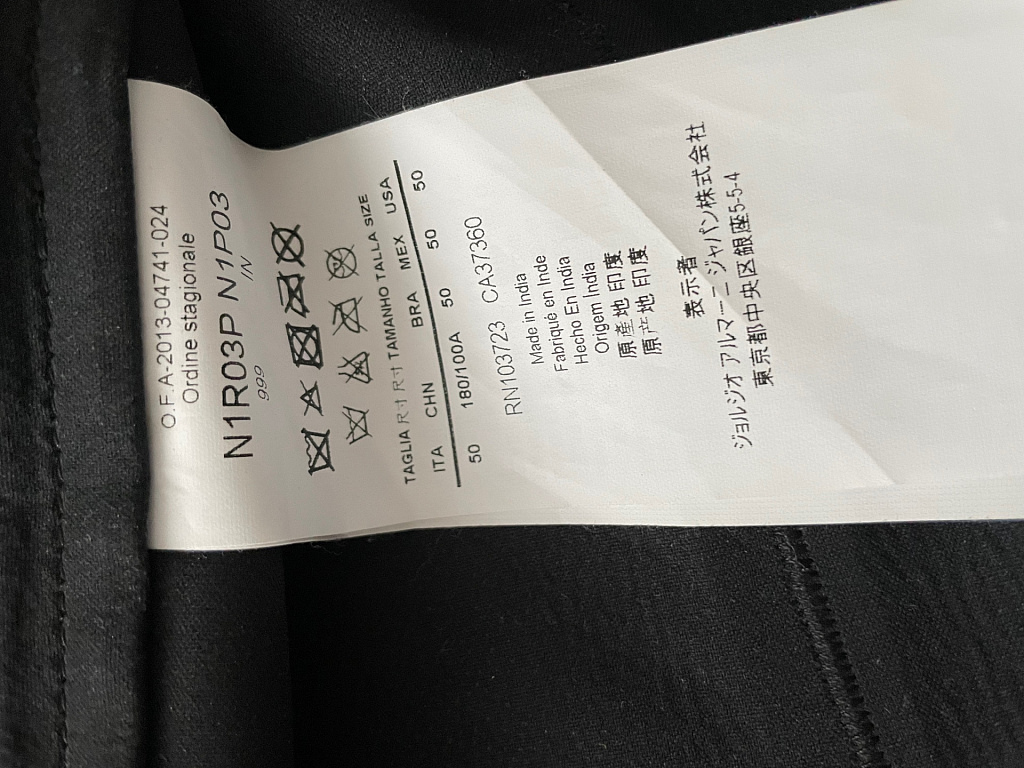 O.F.A-2013-04741-024
Ordine stagionale
N1R03P N1P03
999 IN
TAGLIA 尺寸 尺寸 TAMANHO TALLA SIZE
ITA CHN BRA MEX USA
50 180/100A 50 50 50
RN103723 CA37360
Made in India
Fabriqué en Inde
Hecho En India
Origem Índia
原產地 印度
原产地 印度
表示者
ジョルジオ アルマーニ ジャパン株式会社
東京都中央区銀座5-5-4